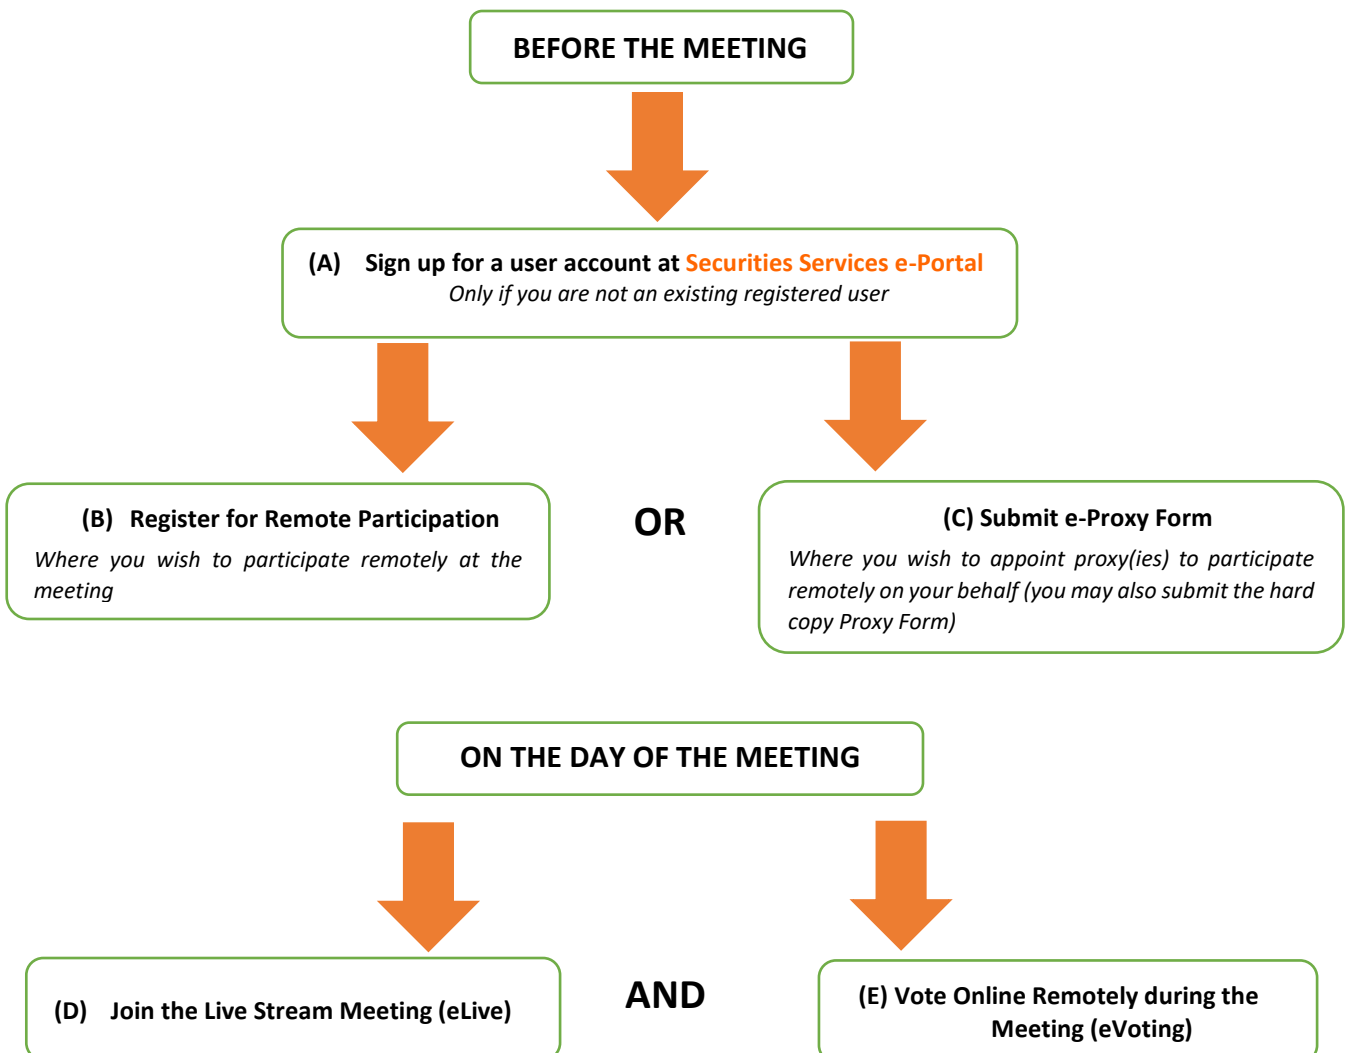 BEFORE THE MEETING
(A) Sign up for a user account at Securities Services e-Portal
Only if you are not an existing registered user
(B) Register for Remote Participation
Where you wish to participate remotely at the
meeting
OR
(C) Submit e-Proxy Form
Where you wish to appoint proxy(ies) to participate
remotely on your behalf (you may also submit the hard
copy Proxy Form)
ON THE DAY OF THE MEETING
(D) Join the Live Stream Meeting (eLive)
AND
(E) Vote Online Remotely during the
Meeting (eVoting)